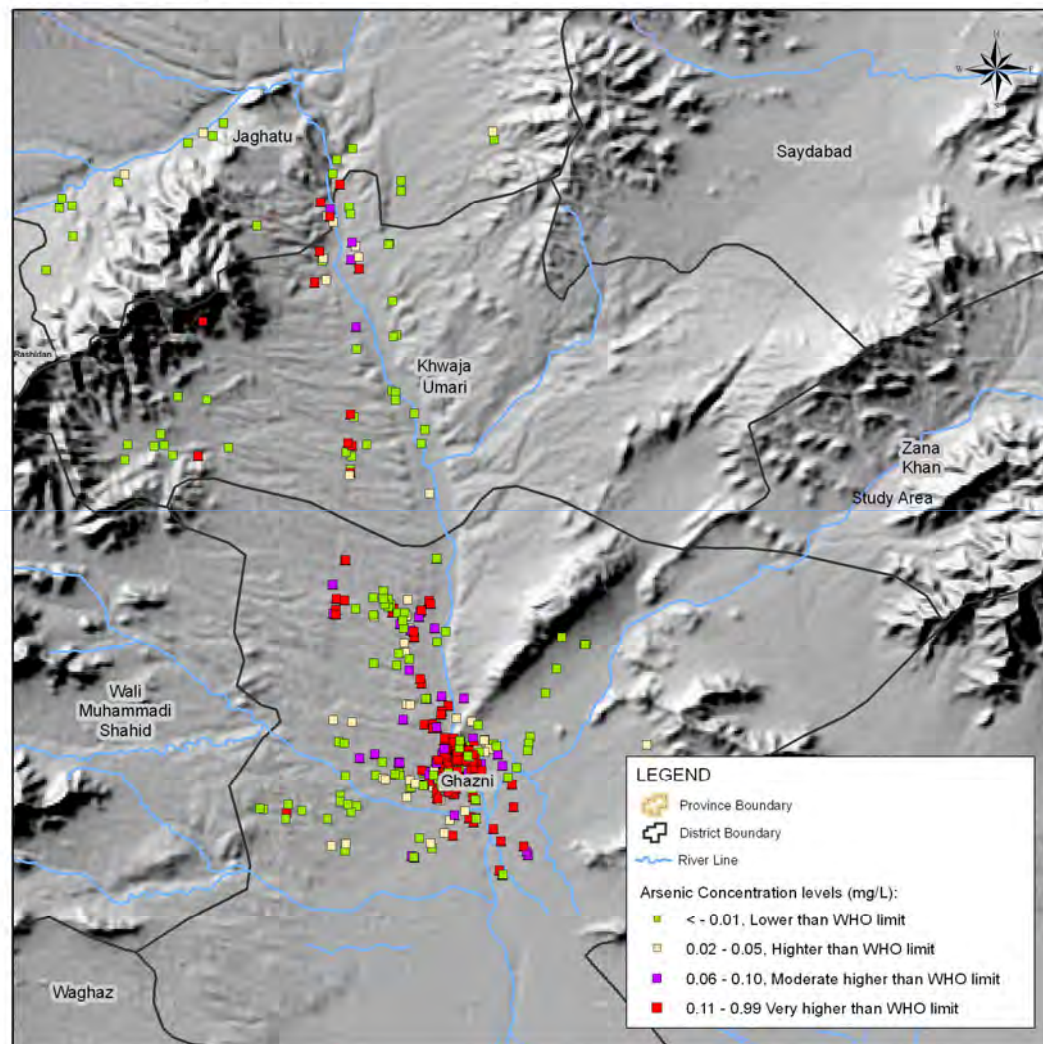 N
W
E
Jaghatu
Saydabad
Rashidan
Khwaja
Umari
Zana
Khan
Study Area
Wali
Muhammadi
Shahid
Ghazni
Waghaz
LEGEND
Province Boundary
District Boundary
River Line
Arsenic Concentration levels (mg/L):
< - 0.01, Lower than WHO limit
0.02 - 0.05, Highter than WHO limit
0.06 - 0.10, Moderate higher than WHO limit
0.11 - 0.99 Very higher than WHO limit